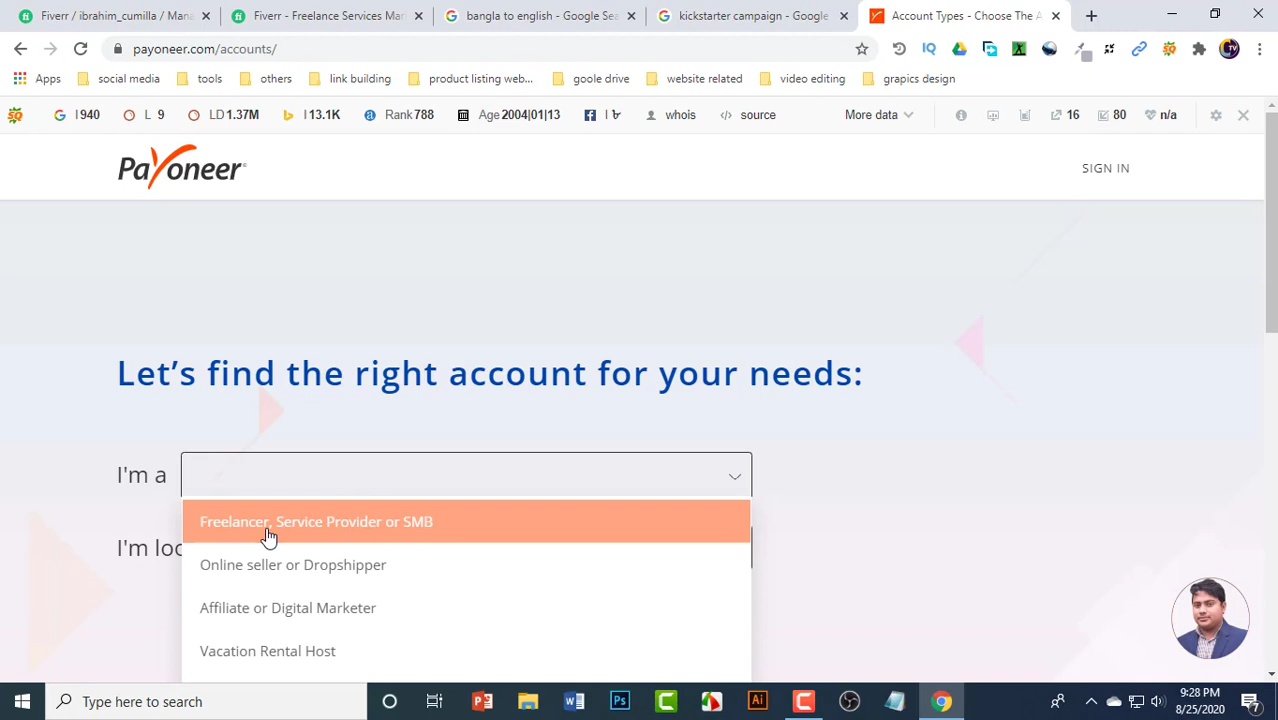 Fiverr / ibrahim_cumilla / Mana
Fiverr - Freelance Services Mar
bangla to english - Google Sea
kickstarter campaign - Google
Account Types - Choose The A
payoneer.com/accounts/
Apps
social media
tools
others
link building
product listing web...
goole drive
website related
video editing
grapics design
I 940
L 9
LD 1.37M
I 13.1K
Rank 788
Age 2004|01|13
whois
source
More data
16
80
n/a
Payoneer
SIGN IN
Let's find the right account for your needs:
I'm a
Freelancer, Service Provider or SMB
I'm loo
Online seller or Dropshipper
Affiliate or Digital Marketer
Vacation Rental Host
Type here to search
9:28 PM
8/25/2020
7